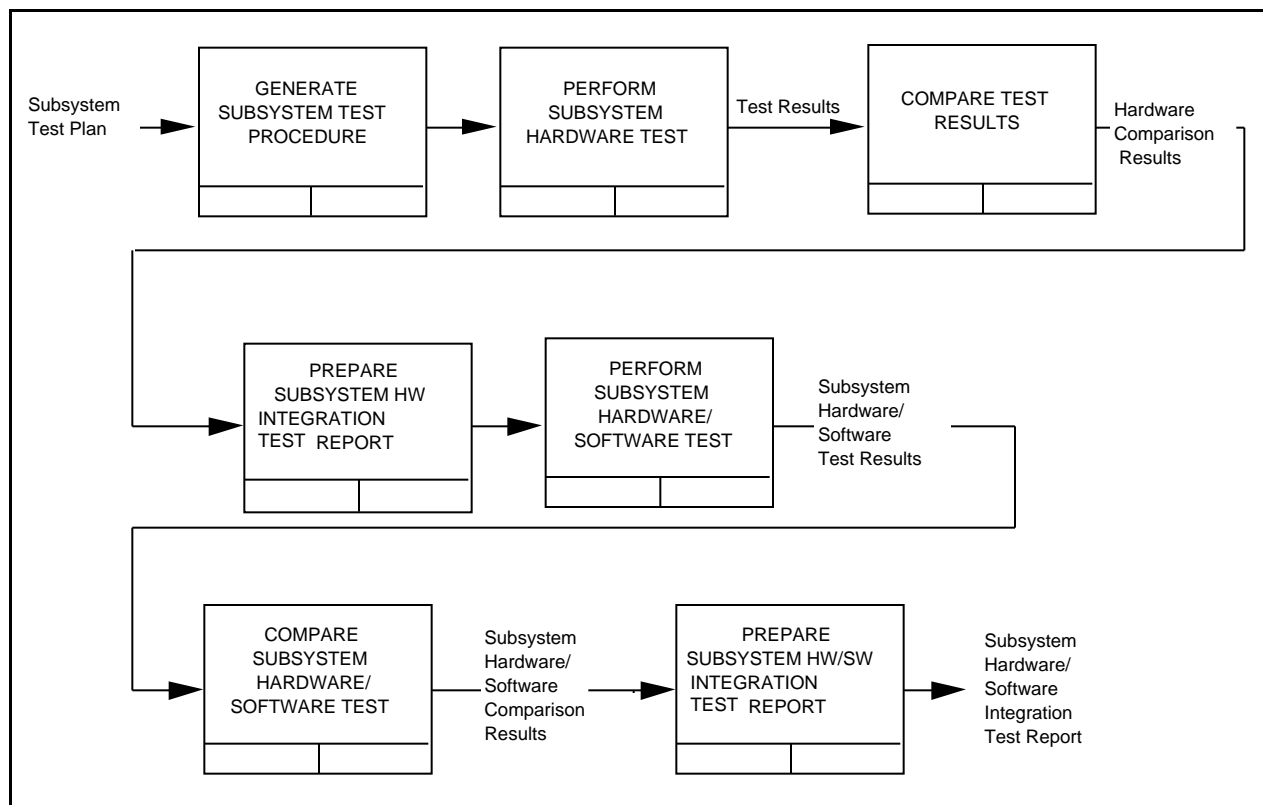 Subsystem
Test Plan
GENERATE
SUBSYSTEM TEST
PROCEDURE
PERFORM
SUBSYSTEM
HARDWARE TEST
Test Results
COMPARE TEST
RESULTS
Hardware
Comparison
Results
PREPARE
SUBSYSTEM HW
INTEGRATION
TEST REPORT
PERFORM
SUBSYSTEM
HARDWARE/
SOFTWARE TEST
Subsystem
Hardware/
Software
Test Results
COMPARE
SUBSYSTEM
HARDWARE/
SOFTWARE TEST
Subsystem
Hardware/
Software
Comparison
Results
PREPARE
SUBSYSTEM HW/SW
INTEGRATION
TEST REPORT
Subsystem
Hardware/
Software
Integration
Test Report